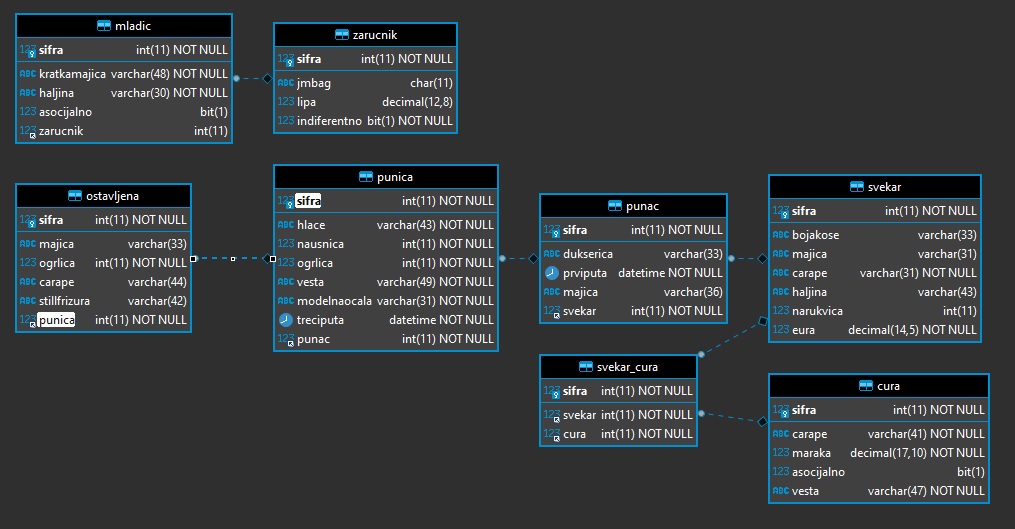 mladic
123 sifra int(11) NOT NULL
ABC kratkamajica varchar(48) NOT NULL
ABC haljina varchar(30) NOT NULL
123 asocijalno bit(1)
123 zarucnik int(11)
zarucnik
123 sifra int(11) NOT NULL
ABC jmbag char(11)
123 lipa decimal(12,8)
123 indiferentno bit(1) NOT NULL
ostavljena
123 sifra int(11) NOT NULL
ABC majica varchar(33)
123 ogrlica int(11) NOT NULL
ABC carape varchar(44)
ABC stillfrizura varchar(42)
123 punica int(11) NOT NULL
punica
123 sifra int(11) NOT NULL
ABC hlace varchar(43) NOT NULL
123 nausnica int(11) NOT NULL
123 ogrlica int(11) NOT NULL
ABC vesta varchar(49) NOT NULL
ABC modelnaocala varchar(31) NOT NULL
treciputa datetime NOT NULL
123 punac int(11) NOT NULL
punac
123 sifra int(11) NOT NULL
ABC dukserica varchar(33)
prviputa datetime NOT NULL
ABC majica varchar(36)
123 svekar int(11) NOT NULL
svekar
123 sifra int(11) NOT NULL
ABC bojakose varchar(33)
ABC majica varchar(31)
ABC carape varchar(31) NOT NULL
ABC haljina varchar(43)
123 narukvica int(11)
123 eura decimal(14,5) NOT NULL
svekar_cura
123 sifra int(11) NOT NULL
123 svekar int(11) NOT NULL
123 cura int(11) NOT NULL
cura
123 sifra int(11) NOT NULL
ABC carape varchar(41) NOT NULL
123 maraka decimal(17,10) NOT NULL
123 asocijalno bit(1)
ABC vesta varchar(47) NOT NULL